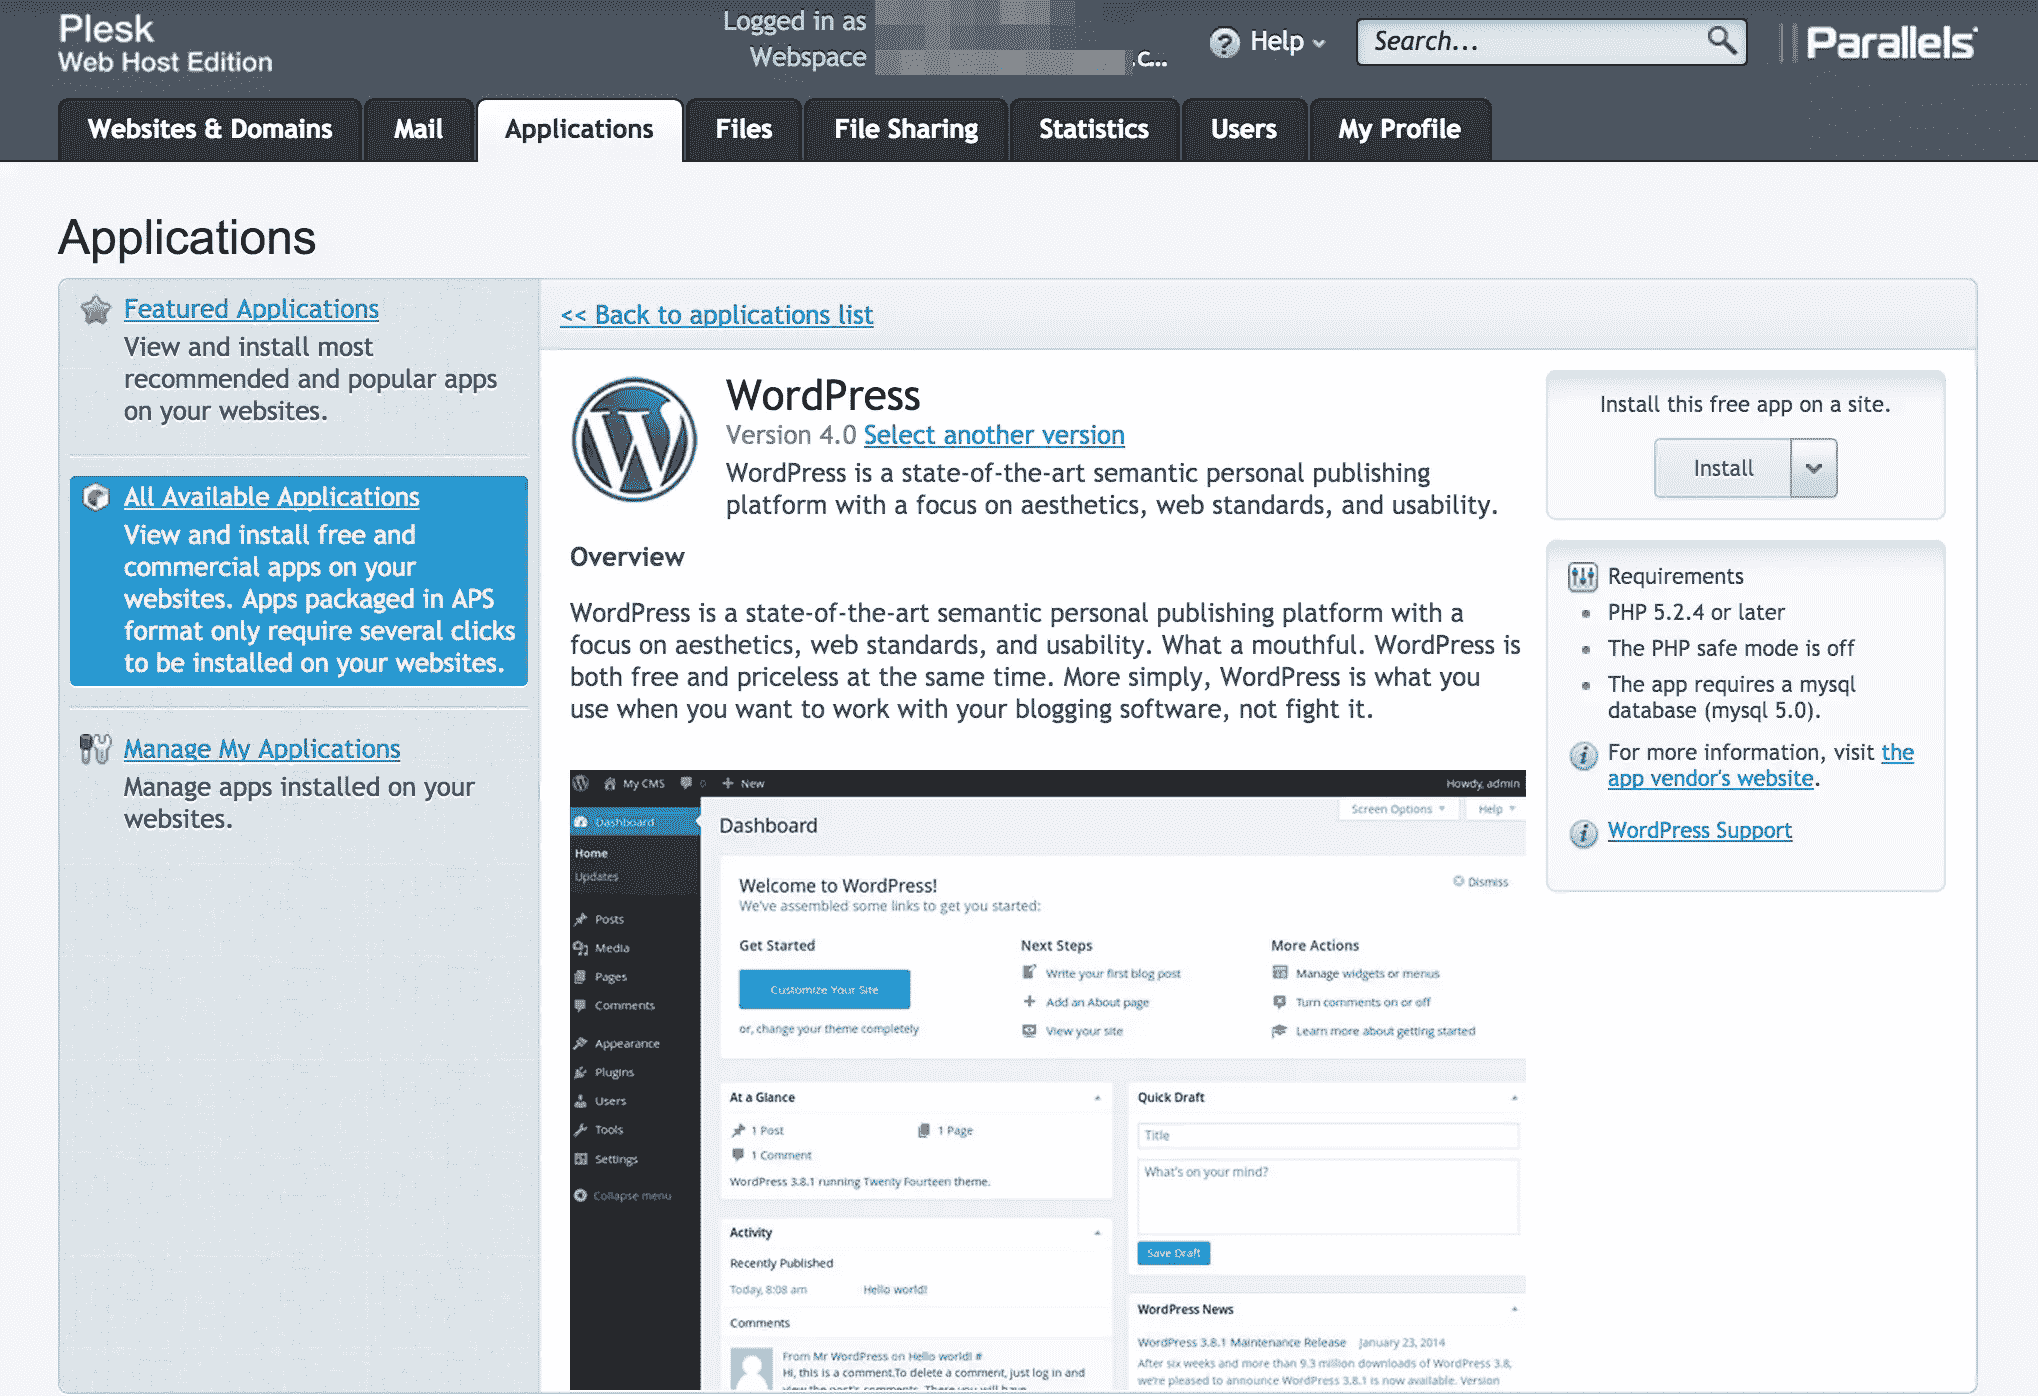 Plesk
Web Host Edition
Logged in as
Webspace .c...
Help
Search...
Parallels
Websites & Domains
Mail
Applications
Files
File Sharing
Statistics
Users
My Profile
Applications
Featured Applications
View and install most
recommended and popular apps
on your websites.
All Available Applications
View and install free and
commercial apps on your
websites. Apps packaged in APS
format only require several clicks
to be installed on your websites.
Manage My Applications
Manage apps installed on your
websites.
<< Back to applications list
WordPress
Version 4.0 Select another version
WordPress is a state-of-the-art semantic personal publishing
platform with a focus on aesthetics, web standards, and usability.
Overview
WordPress is a state-of-the-art semantic personal publishing platform with a
focus on aesthetics, web standards, and usability. What a mouthful. WordPress is
both free and priceless at the same time. More simply, WordPress is what you
use when you want to work with your blogging software, not fight it.
Install this free app on a site.
Install
Requirements
PHP 5.2.4 or later
The PHP safe mode is off
The app requires a mysql
database (mysql 5.0).
For more information, visit the
app vendor's website.
WordPress Support
My CMS
0
New
Howdy, admin
Dashboard
Home
Updates
Posts
Media
Pages
Comments
Appearance
Plugins
Users
Tools
Settings
Collapse menu
Screen Options
Help
Dashboard
Welcome to WordPress!
Dismiss
We've assembled some links to get you started:
Get Started
Customize Your Site
or, change your theme completely
Next Steps
Write your first blog post
Add an About page
View your site
More Actions
Manage widgets or menus
Turn comments on or off
Learn more about getting started
At a Glance
1 Post
1 Page
1 Comment
WordPress 3.8.1 running Twenty Fourteen theme.
Activity
Recently Published
Today, 8:08 am
Hello world!
Comments
From Mr WordPress on Hello world! #
Hi, this is a comment.To delete a comment, just log in and
view the post's comments. There you will have
Quick Draft
Title
What's on your mind?
Save Draft
WordPress News
WordPress 3.8.1 Maintenance Release January 23, 2014
After six weeks and more than 9.3 million downloads of WordPress 3.8,
we're pleased to announce WordPress 3.8.1 is now available. Version